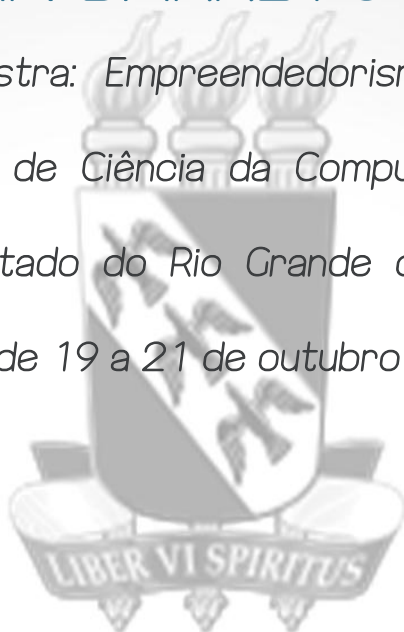 stra: Empreendedorism
de Ciência da Compu
tado do Rio Grande d
de 19 a 21 de outubro
LIBER VI SPIRITUS